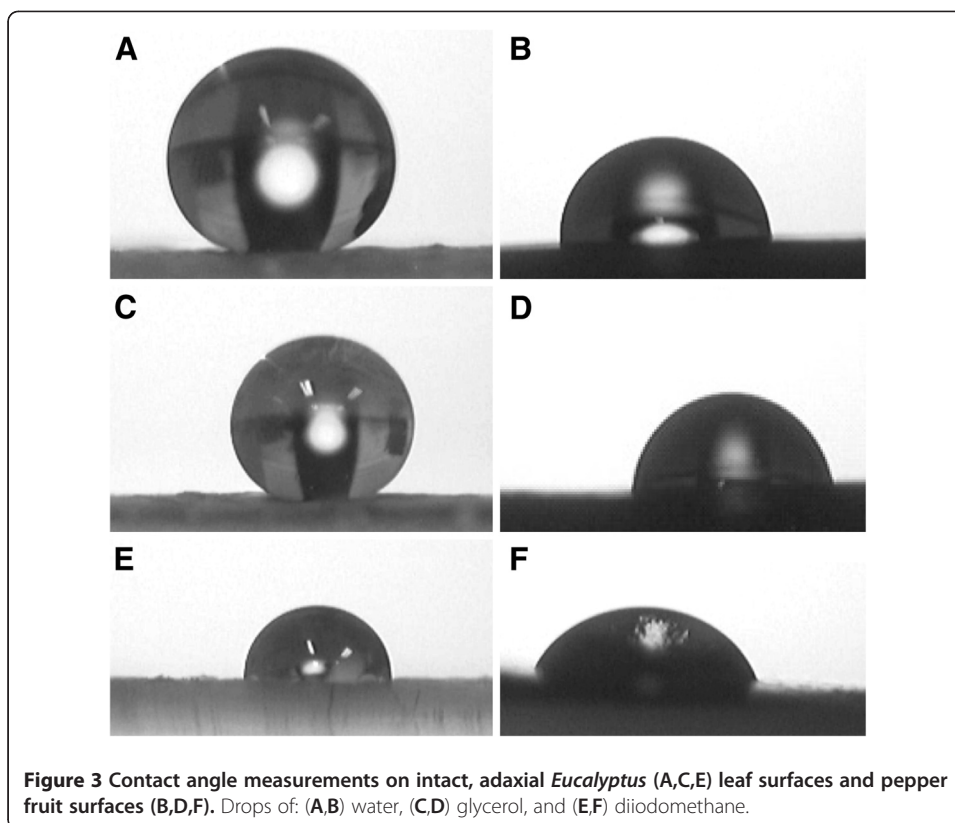 A
B
C
D
E
F
Figure 3 Contact angle measurements on intact, adaxial Eucalyptus (A,C,E) leaf surfaces and pepper
fruit surfaces (B,D,F). Drops of: (A,B) water, (C,D) glycerol, and (E,F) diiodomethane.